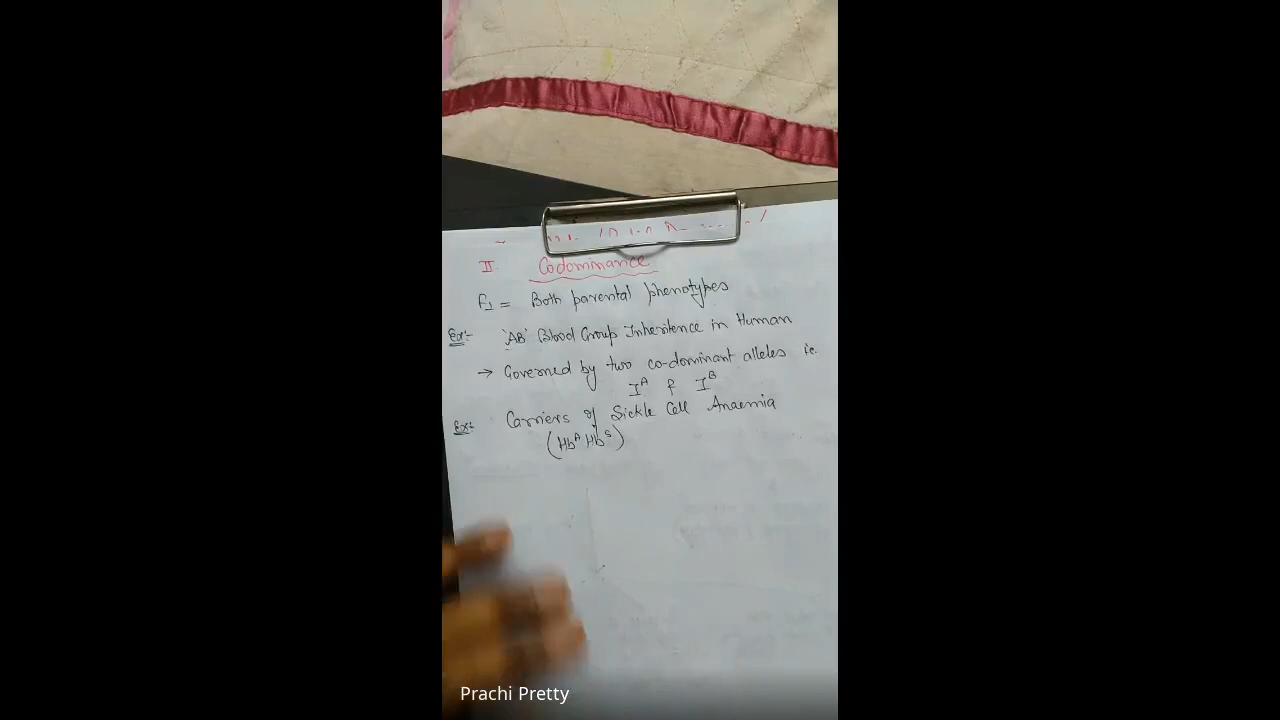 II. Codominance
F1 = Both parental phenotypes
Ex:- 'AB' Blood Group Inheritence in Human
→ Governed by two co-dominant alleles ie.
I^A & I^B
Ex:- Carriers of Sickle Cell Anaemia
(Hb^A Hb^S)
Prachi Pretty